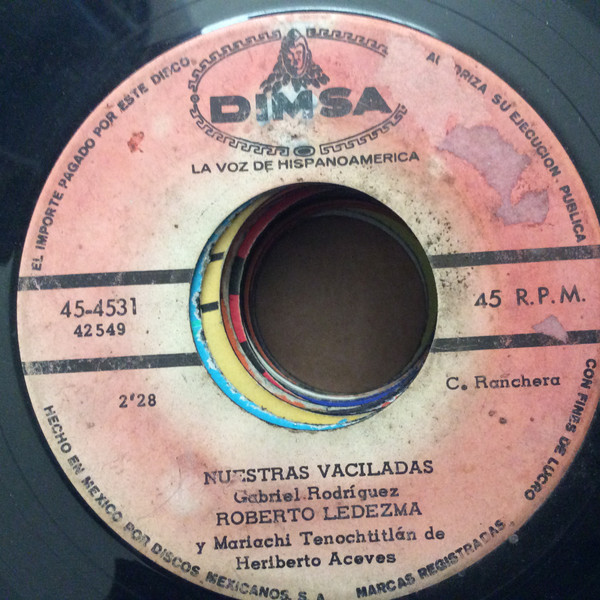 EL IMPORTE PAGADO POR ESTE DISCO
AUTORIZA SU EJECUCION PUBLICA
CON FINES DE LUCRO
DIMSA
LA VOZ DE HISPANOAMERICA
45-4531
42549
45 R.P.M.
2'28
C. Ranchera
NUESTRAS VACILADAS
Gabriel Rodríguez
ROBERTO LEDEZMA
y Mariachi Tenochtitlán de
Heriberto Aceves
HECHO EN MEXICO POR DISCOS MEXICANOS, S. A.
MARCAS REGISTRADAS